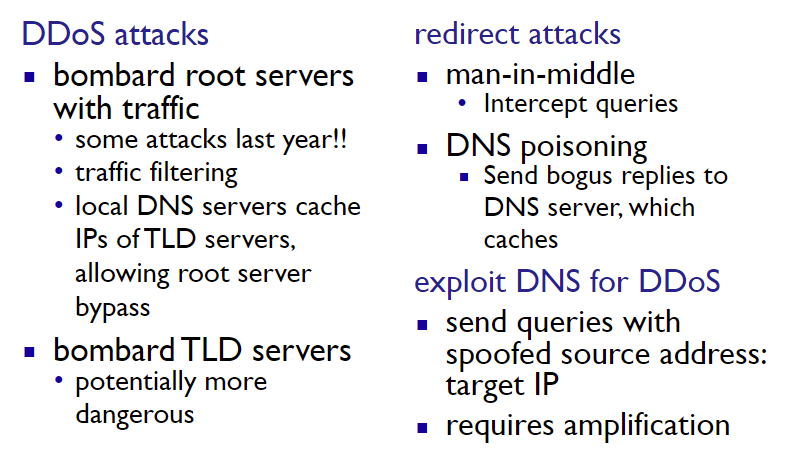 DDoS attacks
bombard root servers
with traffic
some attacks last year!!
traffic filtering
local DNS servers cache
IPs of TLD servers,
allowing root server
bypass
bombard TLD servers
potentially more
dangerous
redirect attacks
man-in-middle
Intercept queries
DNS poisoning
Send bogus replies to
DNS server, which
caches
exploit DNS for DDoS
send queries with
spoofed source address:
target IP
requires amplification